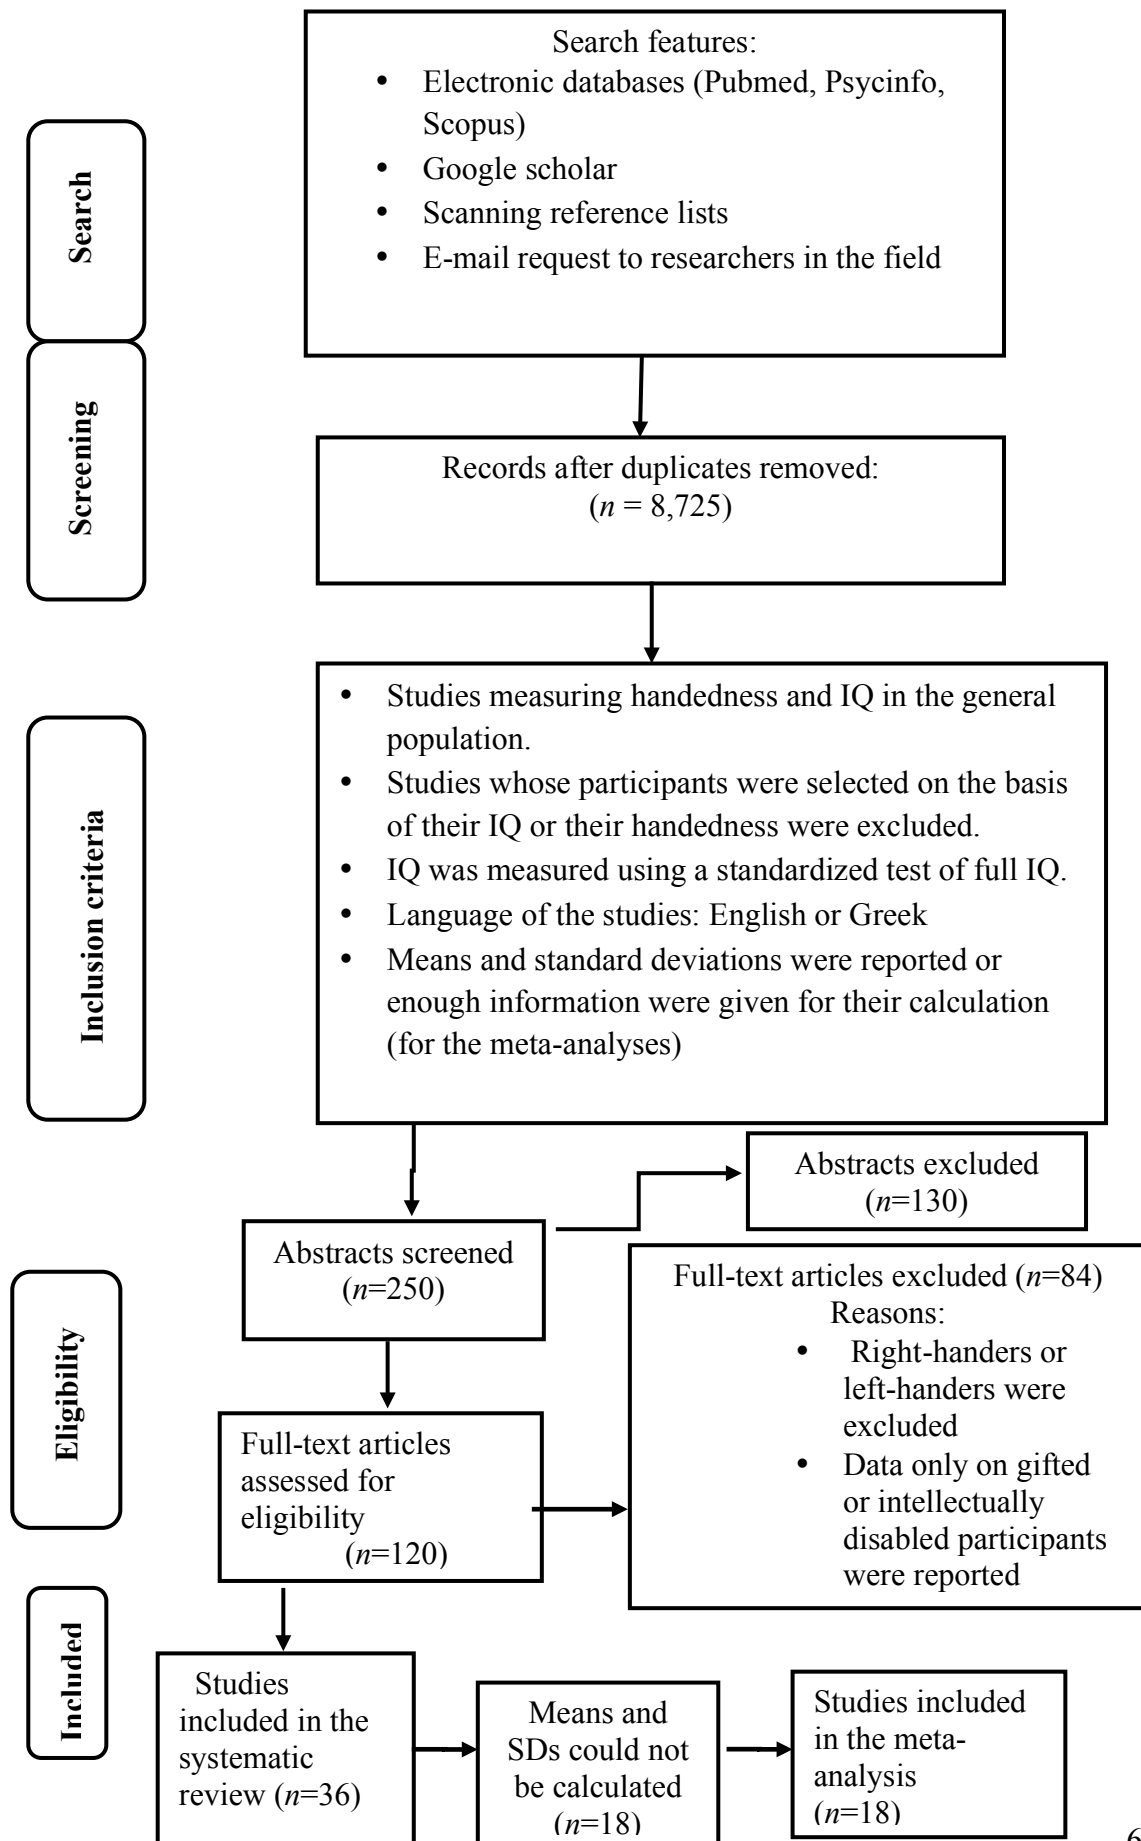 Search features:
• Electronic databases (Pubmed, Psycinfo,
Scopus)
• Google scholar
• Scanning reference lists
• E-mail request to researchers in the field
Search
Screening
Records after duplicates removed:
(n = 8,725)
Inclusion criteria
• Studies measuring handedness and IQ in the general
population.
• Studies whose participants were selected on the basis
of their IQ or their handedness were excluded.
• IQ was measured using a standardized test of full IQ.
• Language of the studies: English or Greek
• Means and standard deviations were reported or
enough information were given for their calculation
(for the meta-analyses)
Abstracts excluded
(n=130)
Abstracts screened
(n=250)
Eligibility
Full-text articles excluded (n=84)
Reasons:
• Right-handers or
left-handers were
excluded
• Data only on gifted
or intellectually
disabled participants
were reported
Full-text articles
assessed for
eligibility
(n=120)
Included
Studies
included in the
systematic
review (n=36)
Means and
SDs could not
be calculated
(n=18)
Studies included
in the meta-
analysis
(n=18)
6